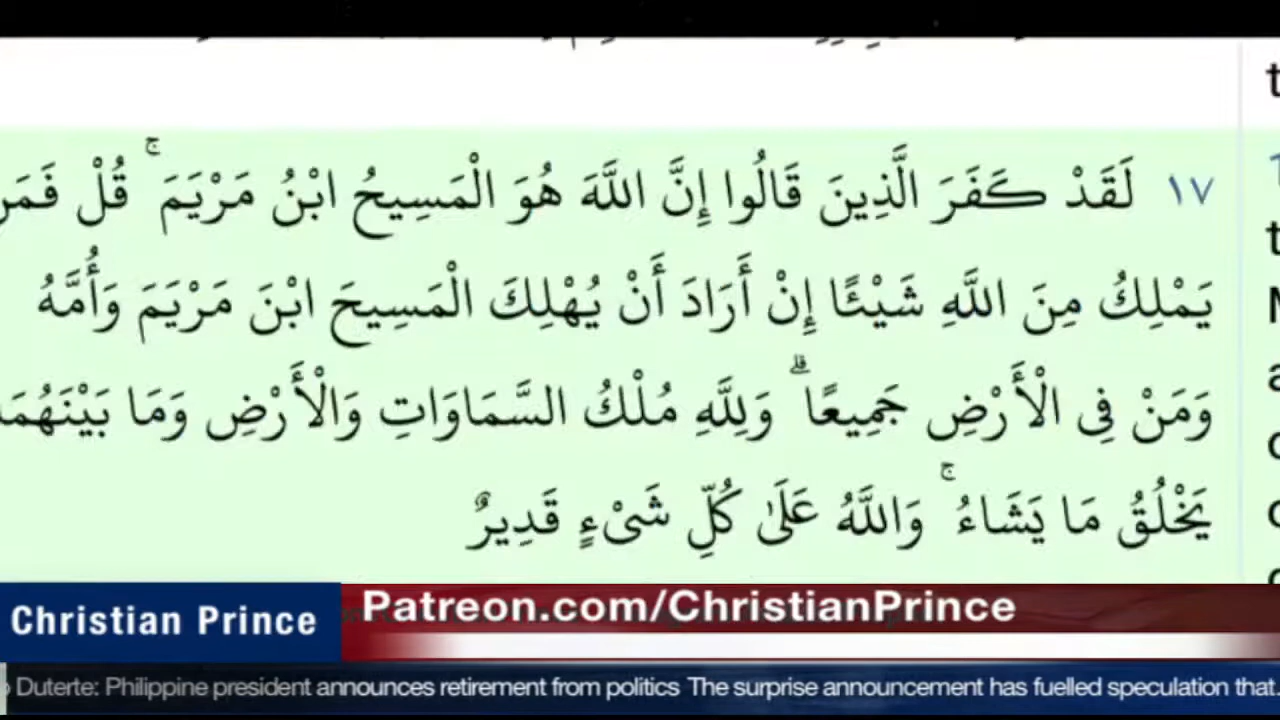 ١٧ لَقَدْ كَفَرَ الَّذِينَ قَالُوا إِنَّ اللَّهَ هُوَ الْمَسِيحُ ابْنُ مَرْيَمَ ۚ قُلْ فَمَن
يَمْلِكُ مِنَ اللَّهِ شَيْئًا إِنْ أَرَادَ أَنْ يُهْلِكَ الْمَسِيحَ ابْنَ مَرْيَمَ وَأُمَّهُ
وَمَنْ فِي الْأَرْضِ جَمِيعًا ۗ وَلِلَّهِ مُلْكُ السَّمَاوَاتِ وَالْأَرْضِ وَمَا بَيْنَهُمَا
يَخْلُقُ مَا يَشَاءُ ۚ وَاللَّهُ عَلَىٰ كُلِّ شَيْءٍ قَدِيرٌ
Christian Prince
Patreon.com/ChristianPrince
Duterte: Philippine president announces retirement from politics The surprise announcement has fuelled speculation that.